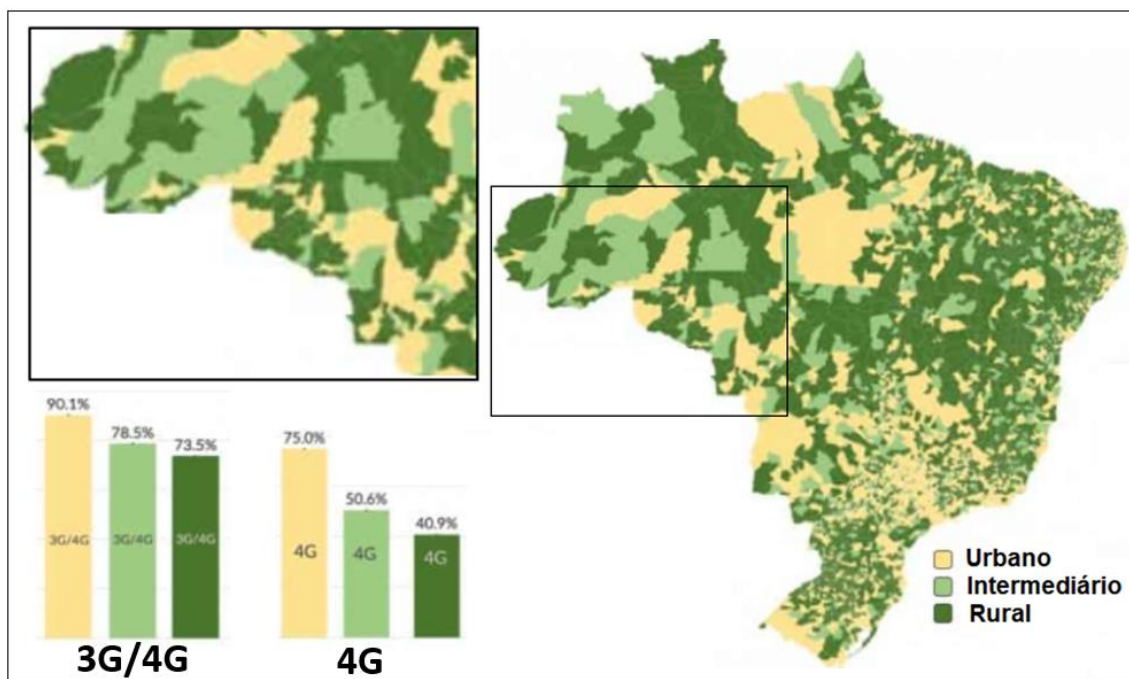 90.1%
78.5%
73.5%
3G/4G
3G/4G
3G/4G
3G/4G
75.0%
50.6%
40.9%
4G
4G
4G
4G
Urbano
Intermediário
Rural